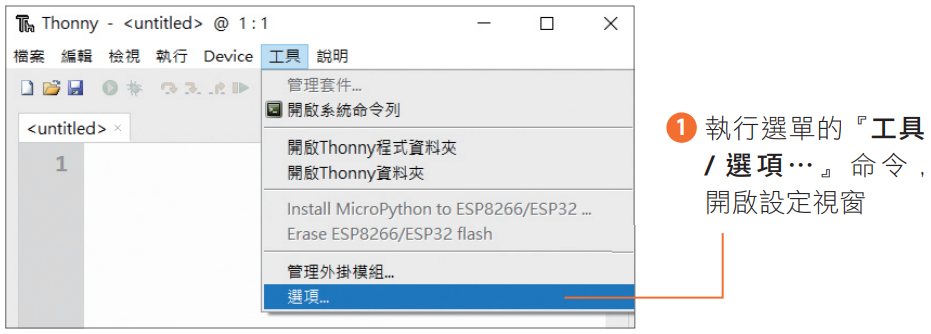 Thonny - <untitled> @ 1 : 1
檔案 編輯 檢視 執行 Device 工具 說明
<untitled> ×
1
管理套件...
開啟系統命令列
開啟Thonny程式資料夾
開啟Thonny資料夾
Install MicroPython to ESP8266/ESP32 ...
Erase ESP8266/ESP32 flash
管理外掛模組...
選項...
1 執行選單的『工具
/ 選項…』命令，
開啟設定視窗